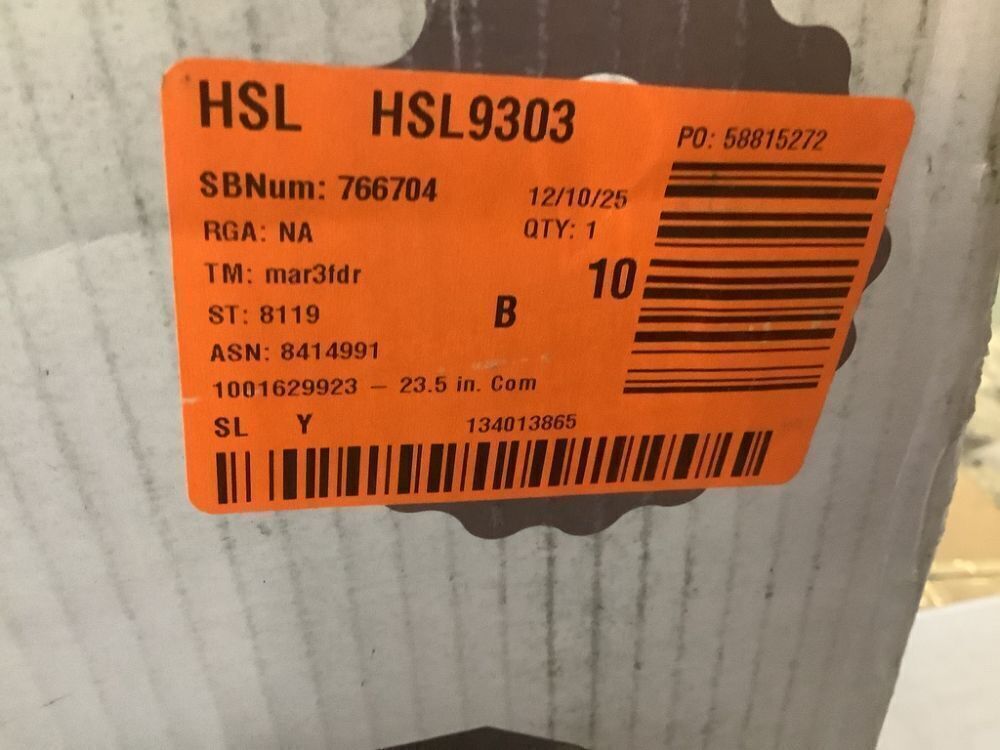 HSL HSL9303
PO: 58815272
SBNum: 766704 12/10/25
RGA: NA QTY: 1
TM: mar3fdr 10
ST: 8119 B
ASN: 8414991
1001629923 – 23.5 in. Com
SL Y 134013865